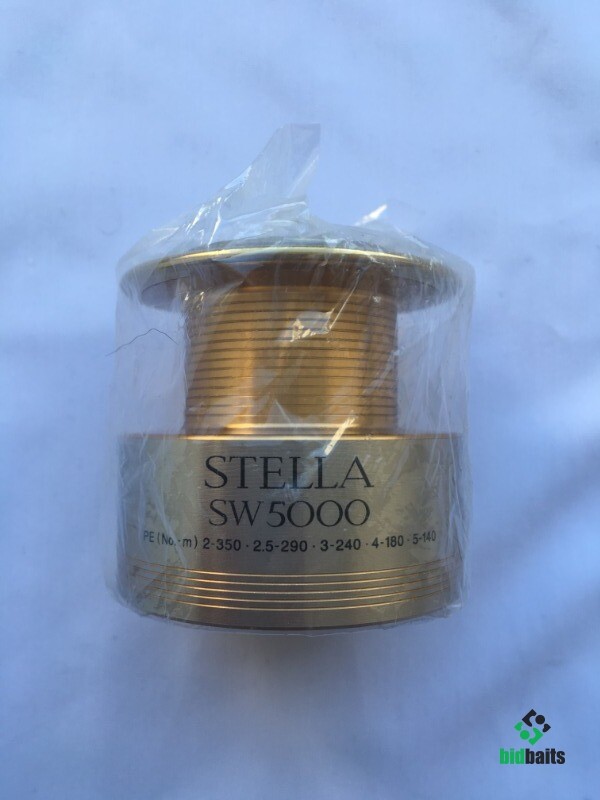 STELLA
SW5000
PE (No.-m) 2-350 · 2.5-290 · 3-240 · 4-180 · 5-140
bidbaits